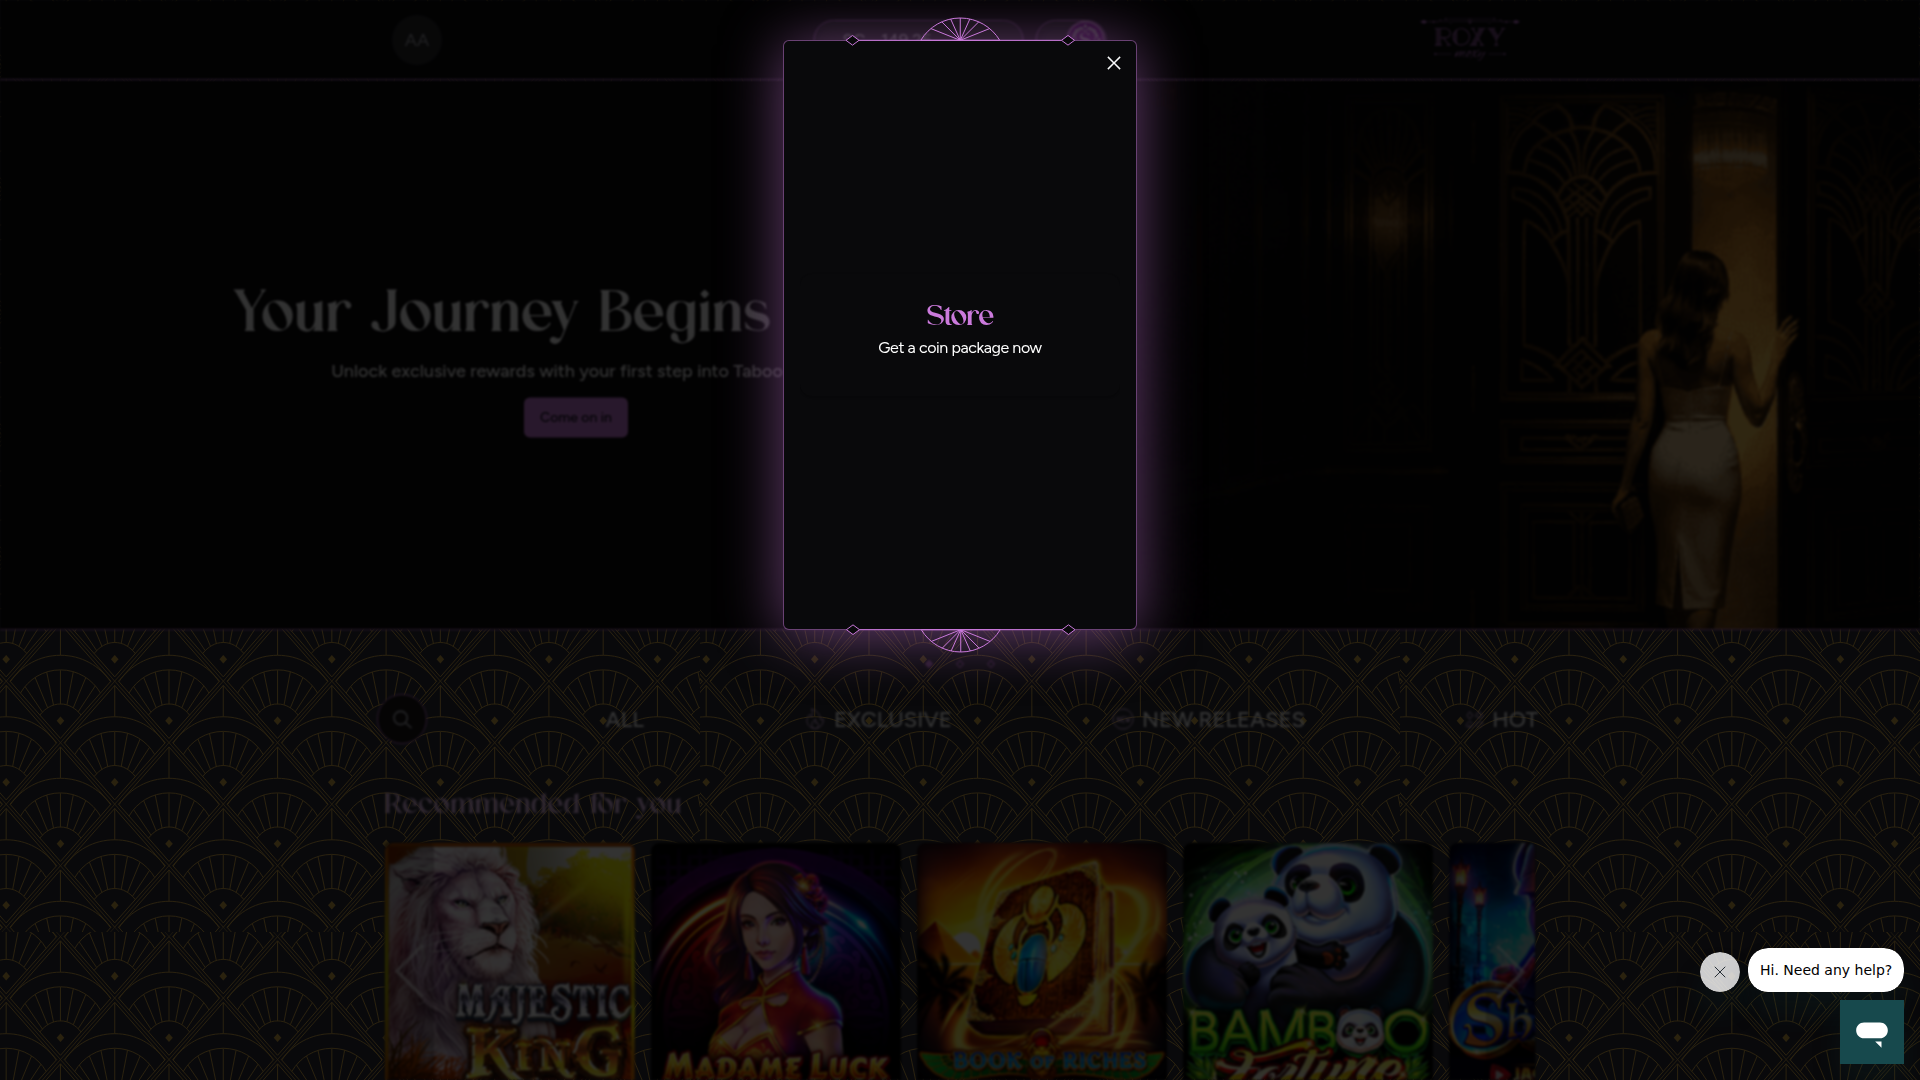 AA
ROXY
Store
Get a coin package now
Your Journey Begins
Unlock exclusive rewards with your first step into Taboo
Come on in
ALL
EXCLUSIVE
NEW RELEASES
HOT
Recommended for you
MAJESTIC
KING
MADAME LUCK
BOOK OF RICHES
BAMBOO
Fortune
Hi. Need any help?